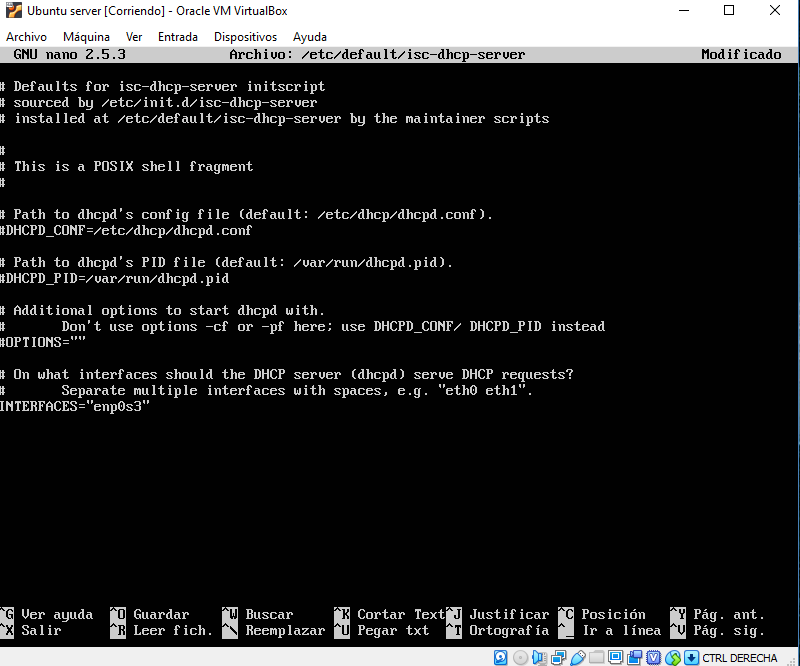 Ubuntu server [Corriendo] - Oracle VM VirtualBox
Archivo Máquina Ver Entrada Dispositivos Ayuda
GNU nano 2.5.3 Archivo: /etc/default/isc-dhcp-server Modificado
# Defaults for isc-dhcp-server initscript
# sourced by /etc/init.d/isc-dhcp-server
# installed at /etc/default/isc-dhcp-server by the maintainer scripts
#
# This is a POSIX shell fragment
#
# Path to dhcpd's config file (default: /etc/dhcp/dhcpd.conf).
#DHCPD_CONF=/etc/dhcp/dhcpd.conf
# Path to dhcpd's PID file (default: /var/run/dhcpd.pid).
#DHCPD_PID=/var/run/dhcpd.pid
# Additional options to start dhcpd with.
# Don't use options -cf or -pf here; use DHCPD_CONF/ DHCPD_PID instead
#OPTIONS=""
# On what interfaces should the DHCP server (dhcpd) serve DHCP requests?
# Separate multiple interfaces with spaces, e.g. "eth0 eth1".
INTERFACES="enp0s3"
^G Ver ayuda ^O Guardar ^W Buscar ^K Cortar Text ^J Justificar ^C Posición ^Y Pág. ant.
^X Salir ^R Leer fich. ^\ Reemplazar ^U Pegar txt ^T Ortografía ^_ Ir a línea ^V Pág. sig.
CTRL DERECHA